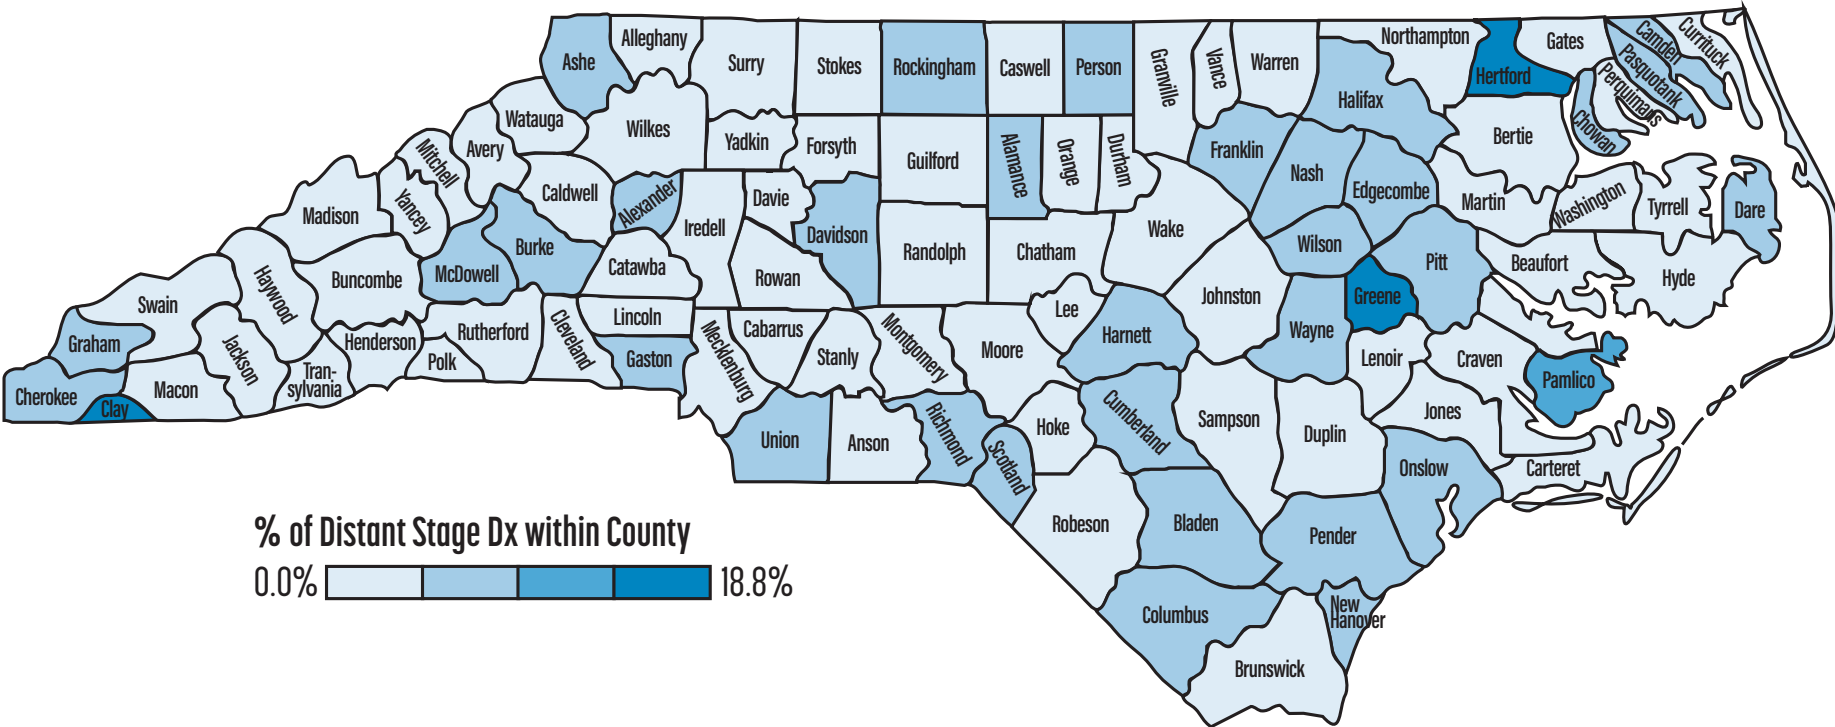 Alleghany
Ashe
Surry
Stokes
Rockingham
Caswell
Person
Granville
Vance
Warren
Northampton
Hertford
Gates
Camden
Currituck
Pasquotank
Perquimans
Chowan
Halifax
Watauga
Wilkes
Yadkin
Forsyth
Guilford
Alamance
Orange
Durham
Franklin
Nash
Edgecombe
Bertie
Mitchell
Avery
Caldwell
Alexander
Iredell
Davie
Davidson
Randolph
Chatham
Wake
Wilson
Martin
Washington
Tyrrell
Dare
Madison
Yancey
McDowell
Burke
Catawba
Rowan
Pitt
Beaufort
Hyde
Haywood
Buncombe
Swain
Lincoln
Lee
Johnston
Greene
Graham
Jackson
Henderson
Rutherford
Polk
Cleveland
Gaston
Mecklenburg
Cabarrus
Stanly
Montgomery
Moore
Harnett
Wayne
Lenoir
Craven
Pamlico
Cherokee
Clay
Macon
Tran-
sylvania
Union
Anson
Richmond
Scotland
Hoke
Cumberland
Sampson
Duplin
Jones
Onslow
Carteret
Robeson
Bladen
Pender
Columbus
New
Hanover
Brunswick
% of Distant Stage Dx within County
0.0% 18.8%